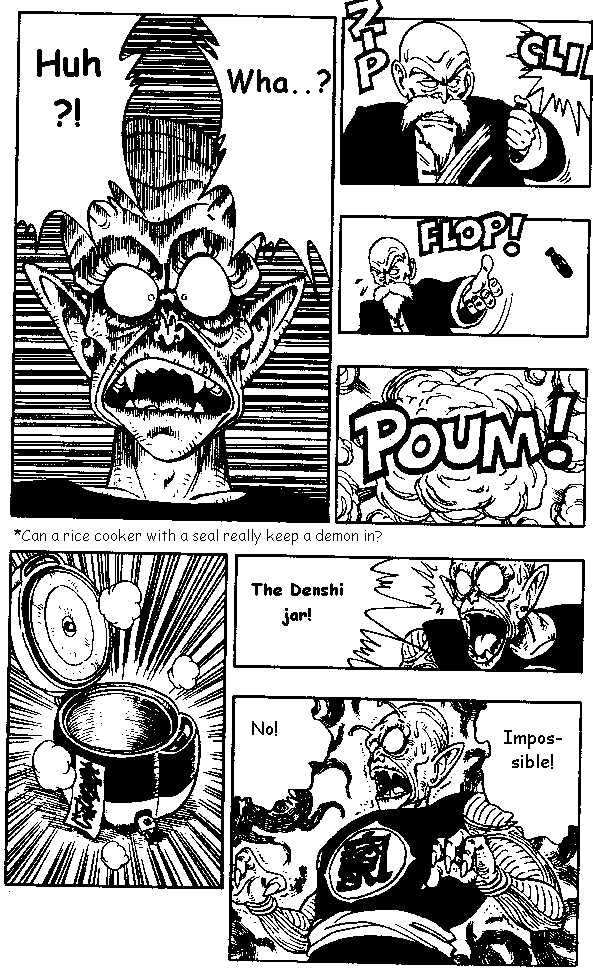 Huh
?!
Wha..?
ZIP
CLI
FLOP!
POUM!
*Can a rice cooker with a seal really keep a demon in?
The Denshi
jar!
No!
Impos-
sible!